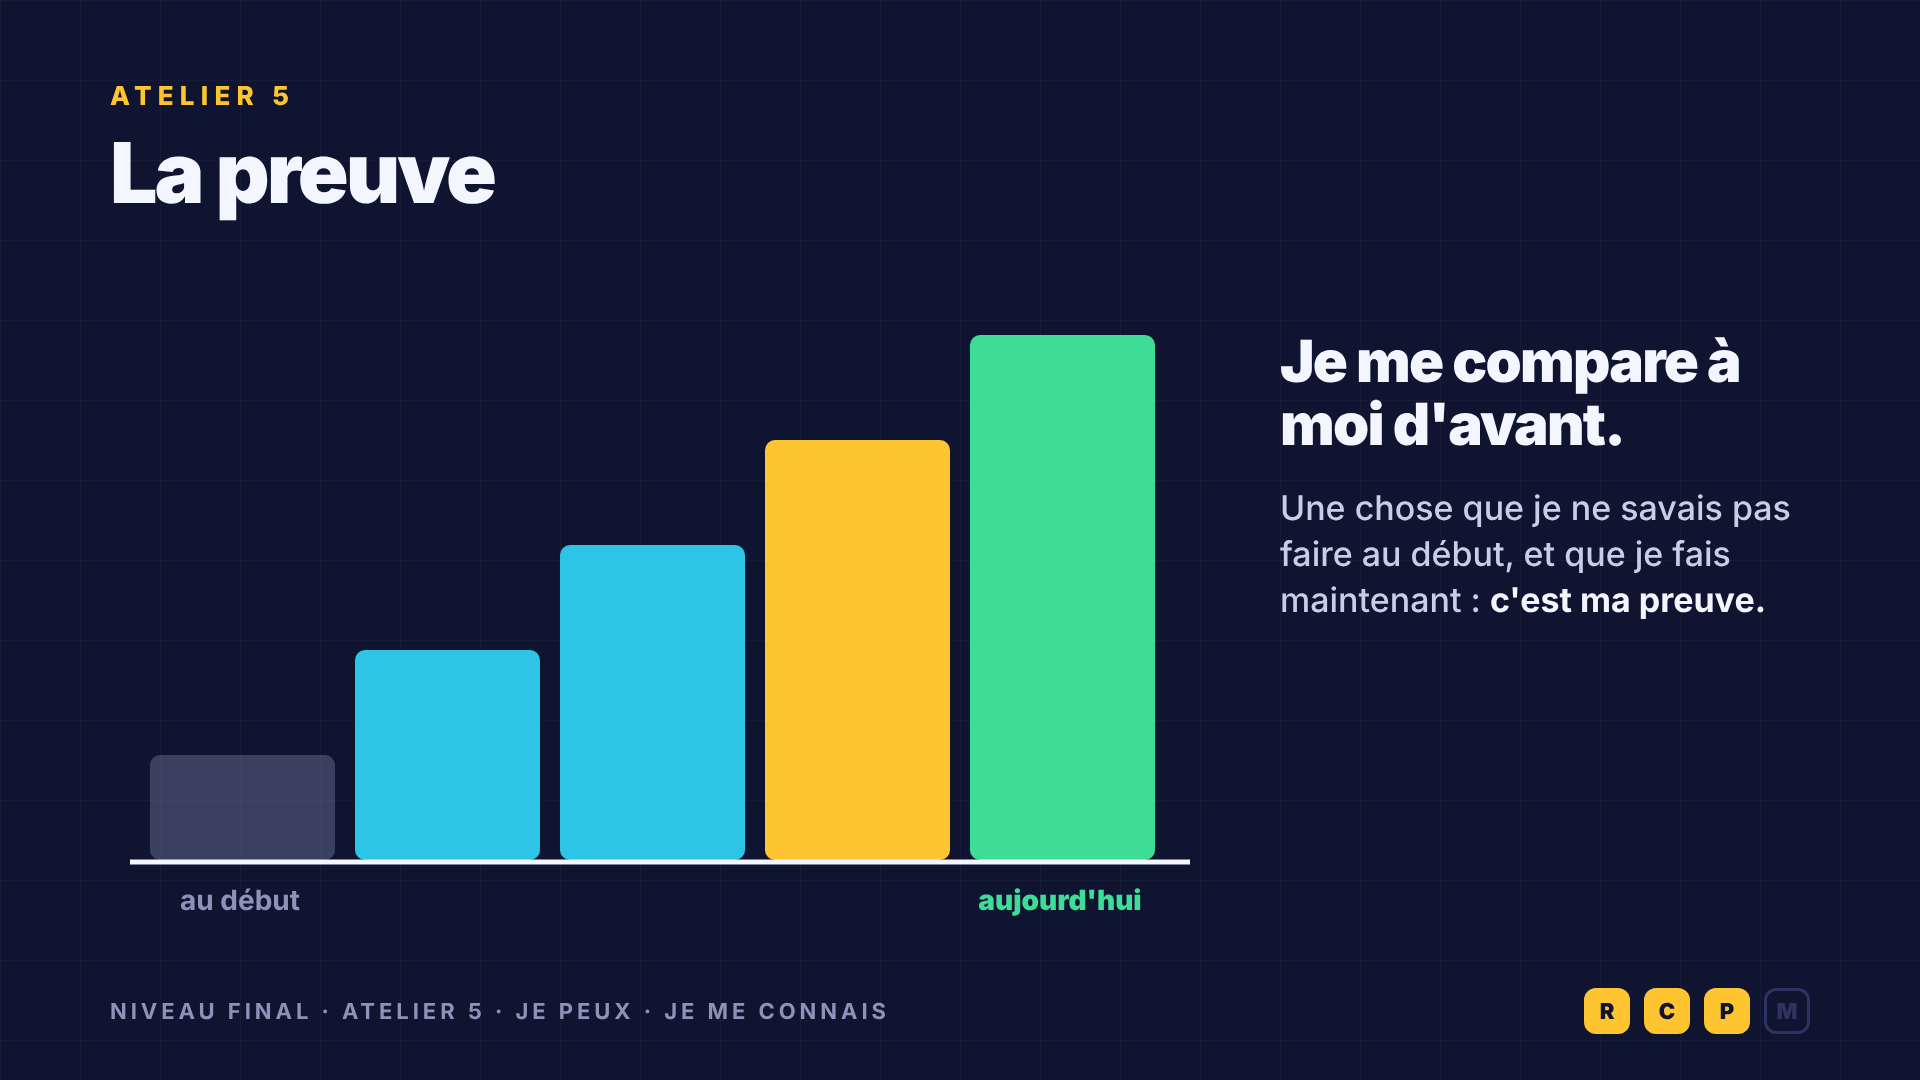 ATELIER 5
La preuve
Je me compare à
moi d'avant.
Une chose que je ne savais pas
faire au début, et que je fais
maintenant : c'est ma preuve.
au début
aujourd'hui
NIVEAU FINAL · ATELIER 5 · JE PEUX · JE ME CONNAIS
R C P M